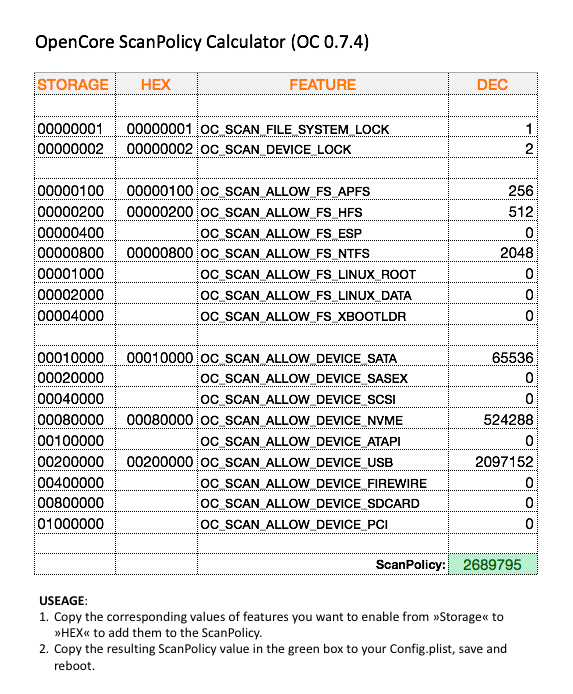 OpenCore ScanPolicy Calculator (OC 0.7.4)
STORAGE HEX FEATURE DEC
00000001 00000001 OC_SCAN_FILE_SYSTEM_LOCK 1
00000002 00000002 OC_SCAN_DEVICE_LOCK 2
00000100 00000100 OC_SCAN_ALLOW_FS_APFS 256
00000200 00000200 OC_SCAN_ALLOW_FS_HFS 512
00000400 OC_SCAN_ALLOW_FS_ESP 0
00000800 00000800 OC_SCAN_ALLOW_FS_NTFS 2048
00001000 OC_SCAN_ALLOW_FS_LINUX_ROOT 0
00002000 OC_SCAN_ALLOW_FS_LINUX_DATA 0
00004000 OC_SCAN_ALLOW_FS_XBOOTLDR 0
00010000 00010000 OC_SCAN_ALLOW_DEVICE_SATA 65536
00020000 OC_SCAN_ALLOW_DEVICE_SASEX 0
00040000 OC_SCAN_ALLOW_DEVICE_SCSI 0
00080000 00080000 OC_SCAN_ALLOW_DEVICE_NVME 524288
00100000 OC_SCAN_ALLOW_DEVICE_ATAPI 0
00200000 00200000 OC_SCAN_ALLOW_DEVICE_USB 2097152
00400000 OC_SCAN_ALLOW_DEVICE_FIREWIRE 0
00800000 OC_SCAN_ALLOW_DEVICE_SDCARD 0
01000000 OC_SCAN_ALLOW_DEVICE_PCI 0
ScanPolicy: 2689795
USEAGE:
1. Copy the corresponding values of features you want to enable from »Storage« to
»HEX« to add them to the ScanPolicy.
2. Copy the resulting ScanPolicy value in the green box to your Config.plist, save and
reboot.